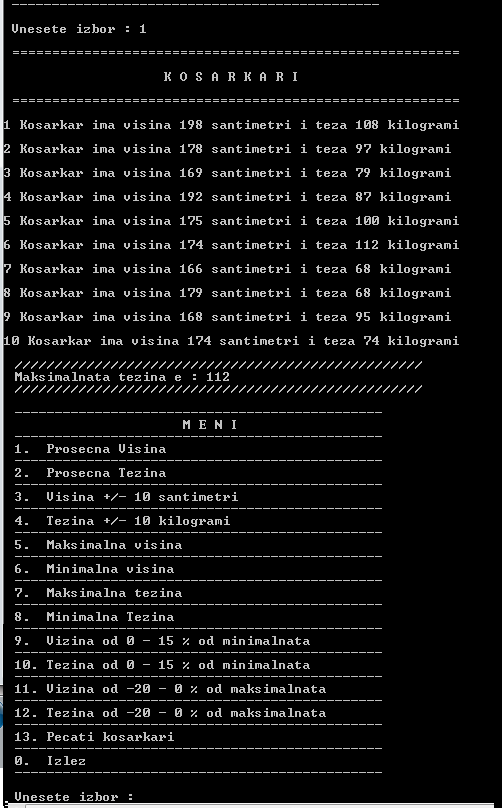 Vnesete izbor : 1
K O S A R K A R I
1 Kosarkar ima visina 198 santimetri i teza 108 kilogrami
2 Kosarkar ima visina 178 santimetri i teza 97 kilogrami
3 Kosarkar ima visina 169 santimetri i teza 79 kilogrami
4 Kosarkar ima visina 192 santimetri i teza 87 kilogrami
5 Kosarkar ima visina 175 santimetri i teza 100 kilogrami
6 Kosarkar ima visina 174 santimetri i teza 112 kilogrami
7 Kosarkar ima visina 166 santimetri i teza 68 kilogrami
8 Kosarkar ima visina 179 santimetri i teza 68 kilogrami
9 Kosarkar ima visina 168 santimetri i teza 95 kilogrami
10 Kosarkar ima visina 174 santimetri i teza 74 kilogrami
Maksimalnata tezina e : 112
M E N I
1. Prosecna Visina
2. Prosecna Tezina
3. Visina +/- 10 santimetri
4. Tezina +/- 10 kilogrami
5. Maksimalna visina
6. Minimalna visina
7. Maksimalna tezina
8. Minimalna Tezina
9. Vizina od 0 - 15 % od minimalnata
10. Tezina od 0 - 15 % od minimalnata
11. Vizina od -20 - 0 % od maksimalnata
12. Tezina od -20 - 0 % od maksimalnata
13. Pecati kosarkari
0. Izlez
Vnesete izbor :